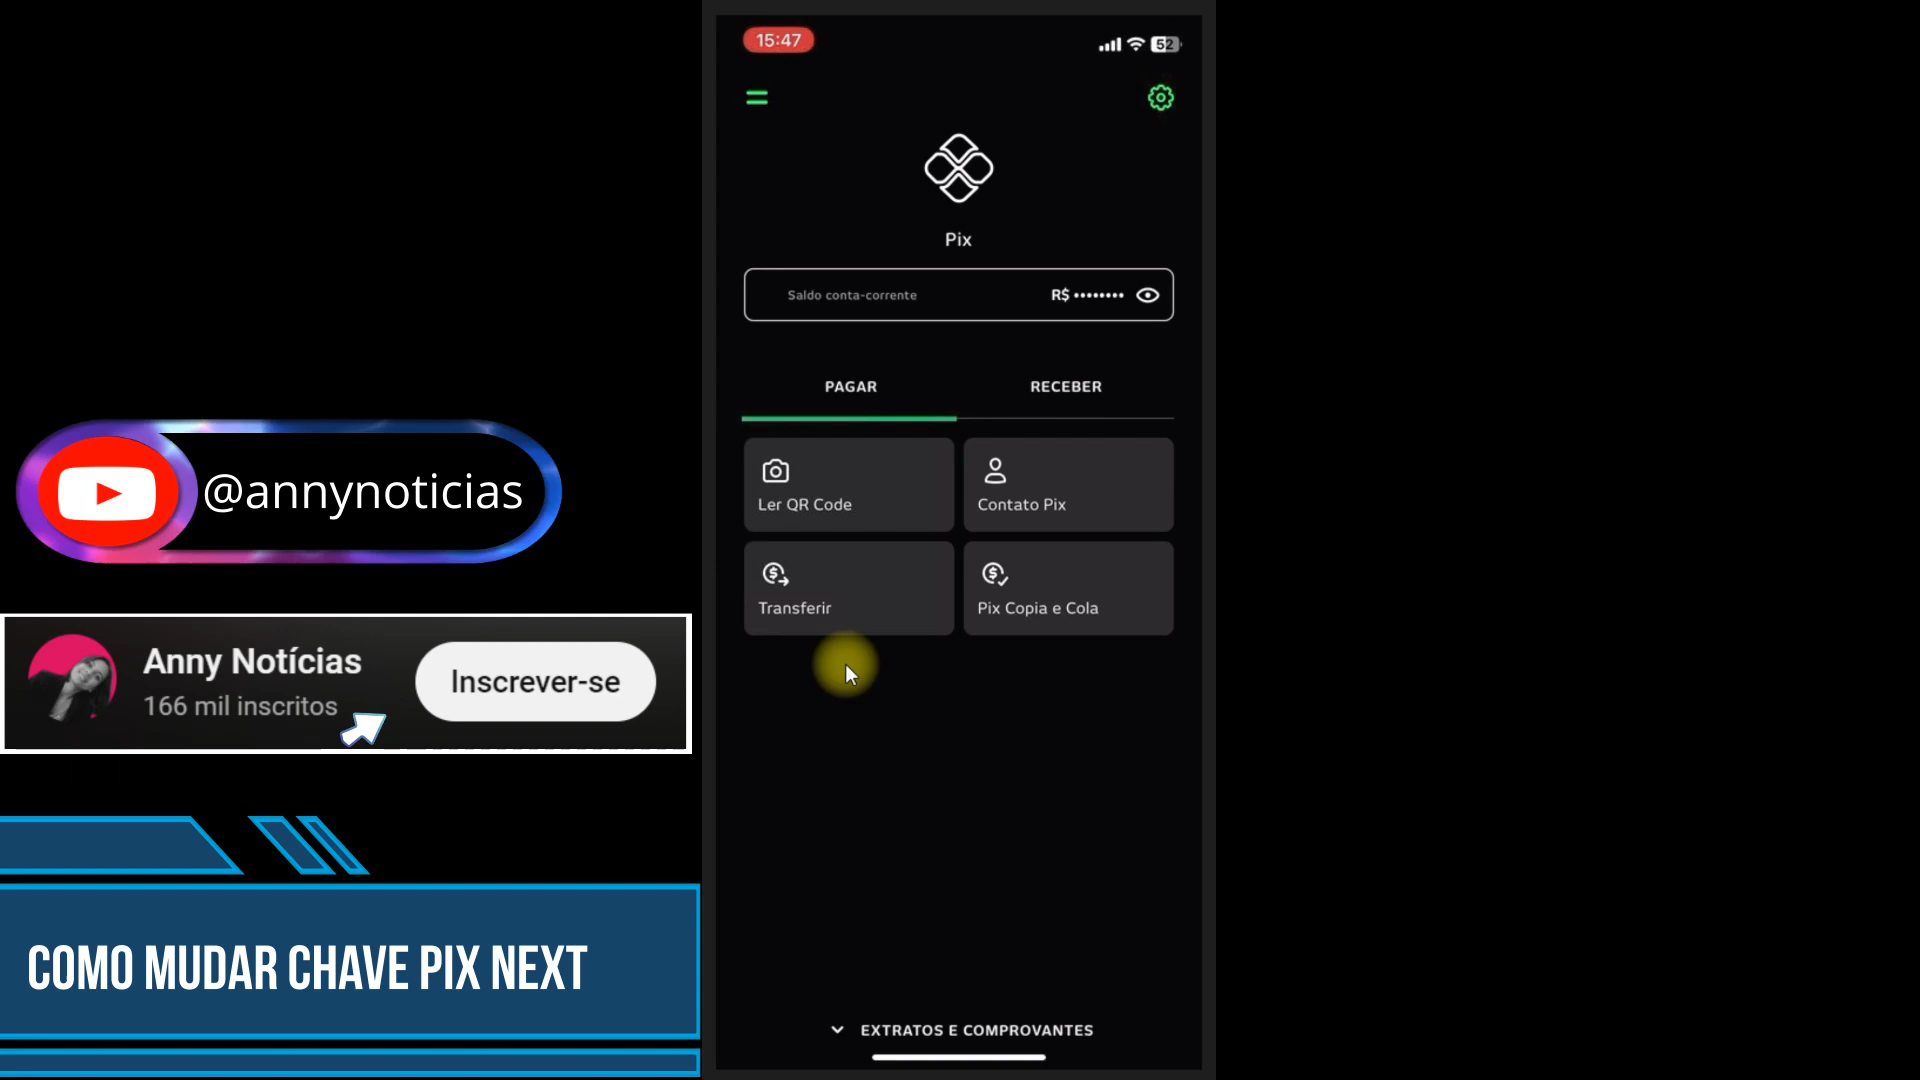 15:47
52
Pix
Saldo conta-corrente
R$ ••••••••
PAGAR
RECEBER
Ler QR Code
Contato Pix
Transferir
Pix Copia e Cola
EXTRATOS E COMPROVANTES
@annynoticias
Anny Notícias
166 mil inscritos
Inscrever-se
COMO MUDAR CHAVE PIX NEXT